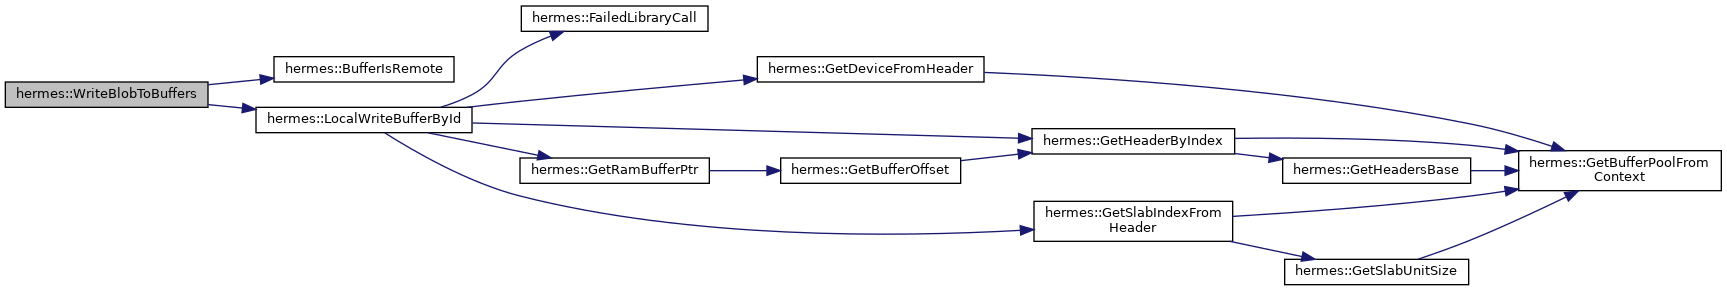 hermes::FailedLibraryCall
hermes::BufferIsRemote
hermes::GetDeviceFromHeader
hermes::WriteBlobToBuffers
hermes::LocalWriteBufferById
hermes::GetHeaderByIndex
hermes::GetBufferPoolFrom
Context
hermes::GetRamBufferPtr
hermes::GetBufferOffset
hermes::GetHeadersBase
hermes::GetSlabIndexFrom
Header
hermes::GetSlabUnitSize